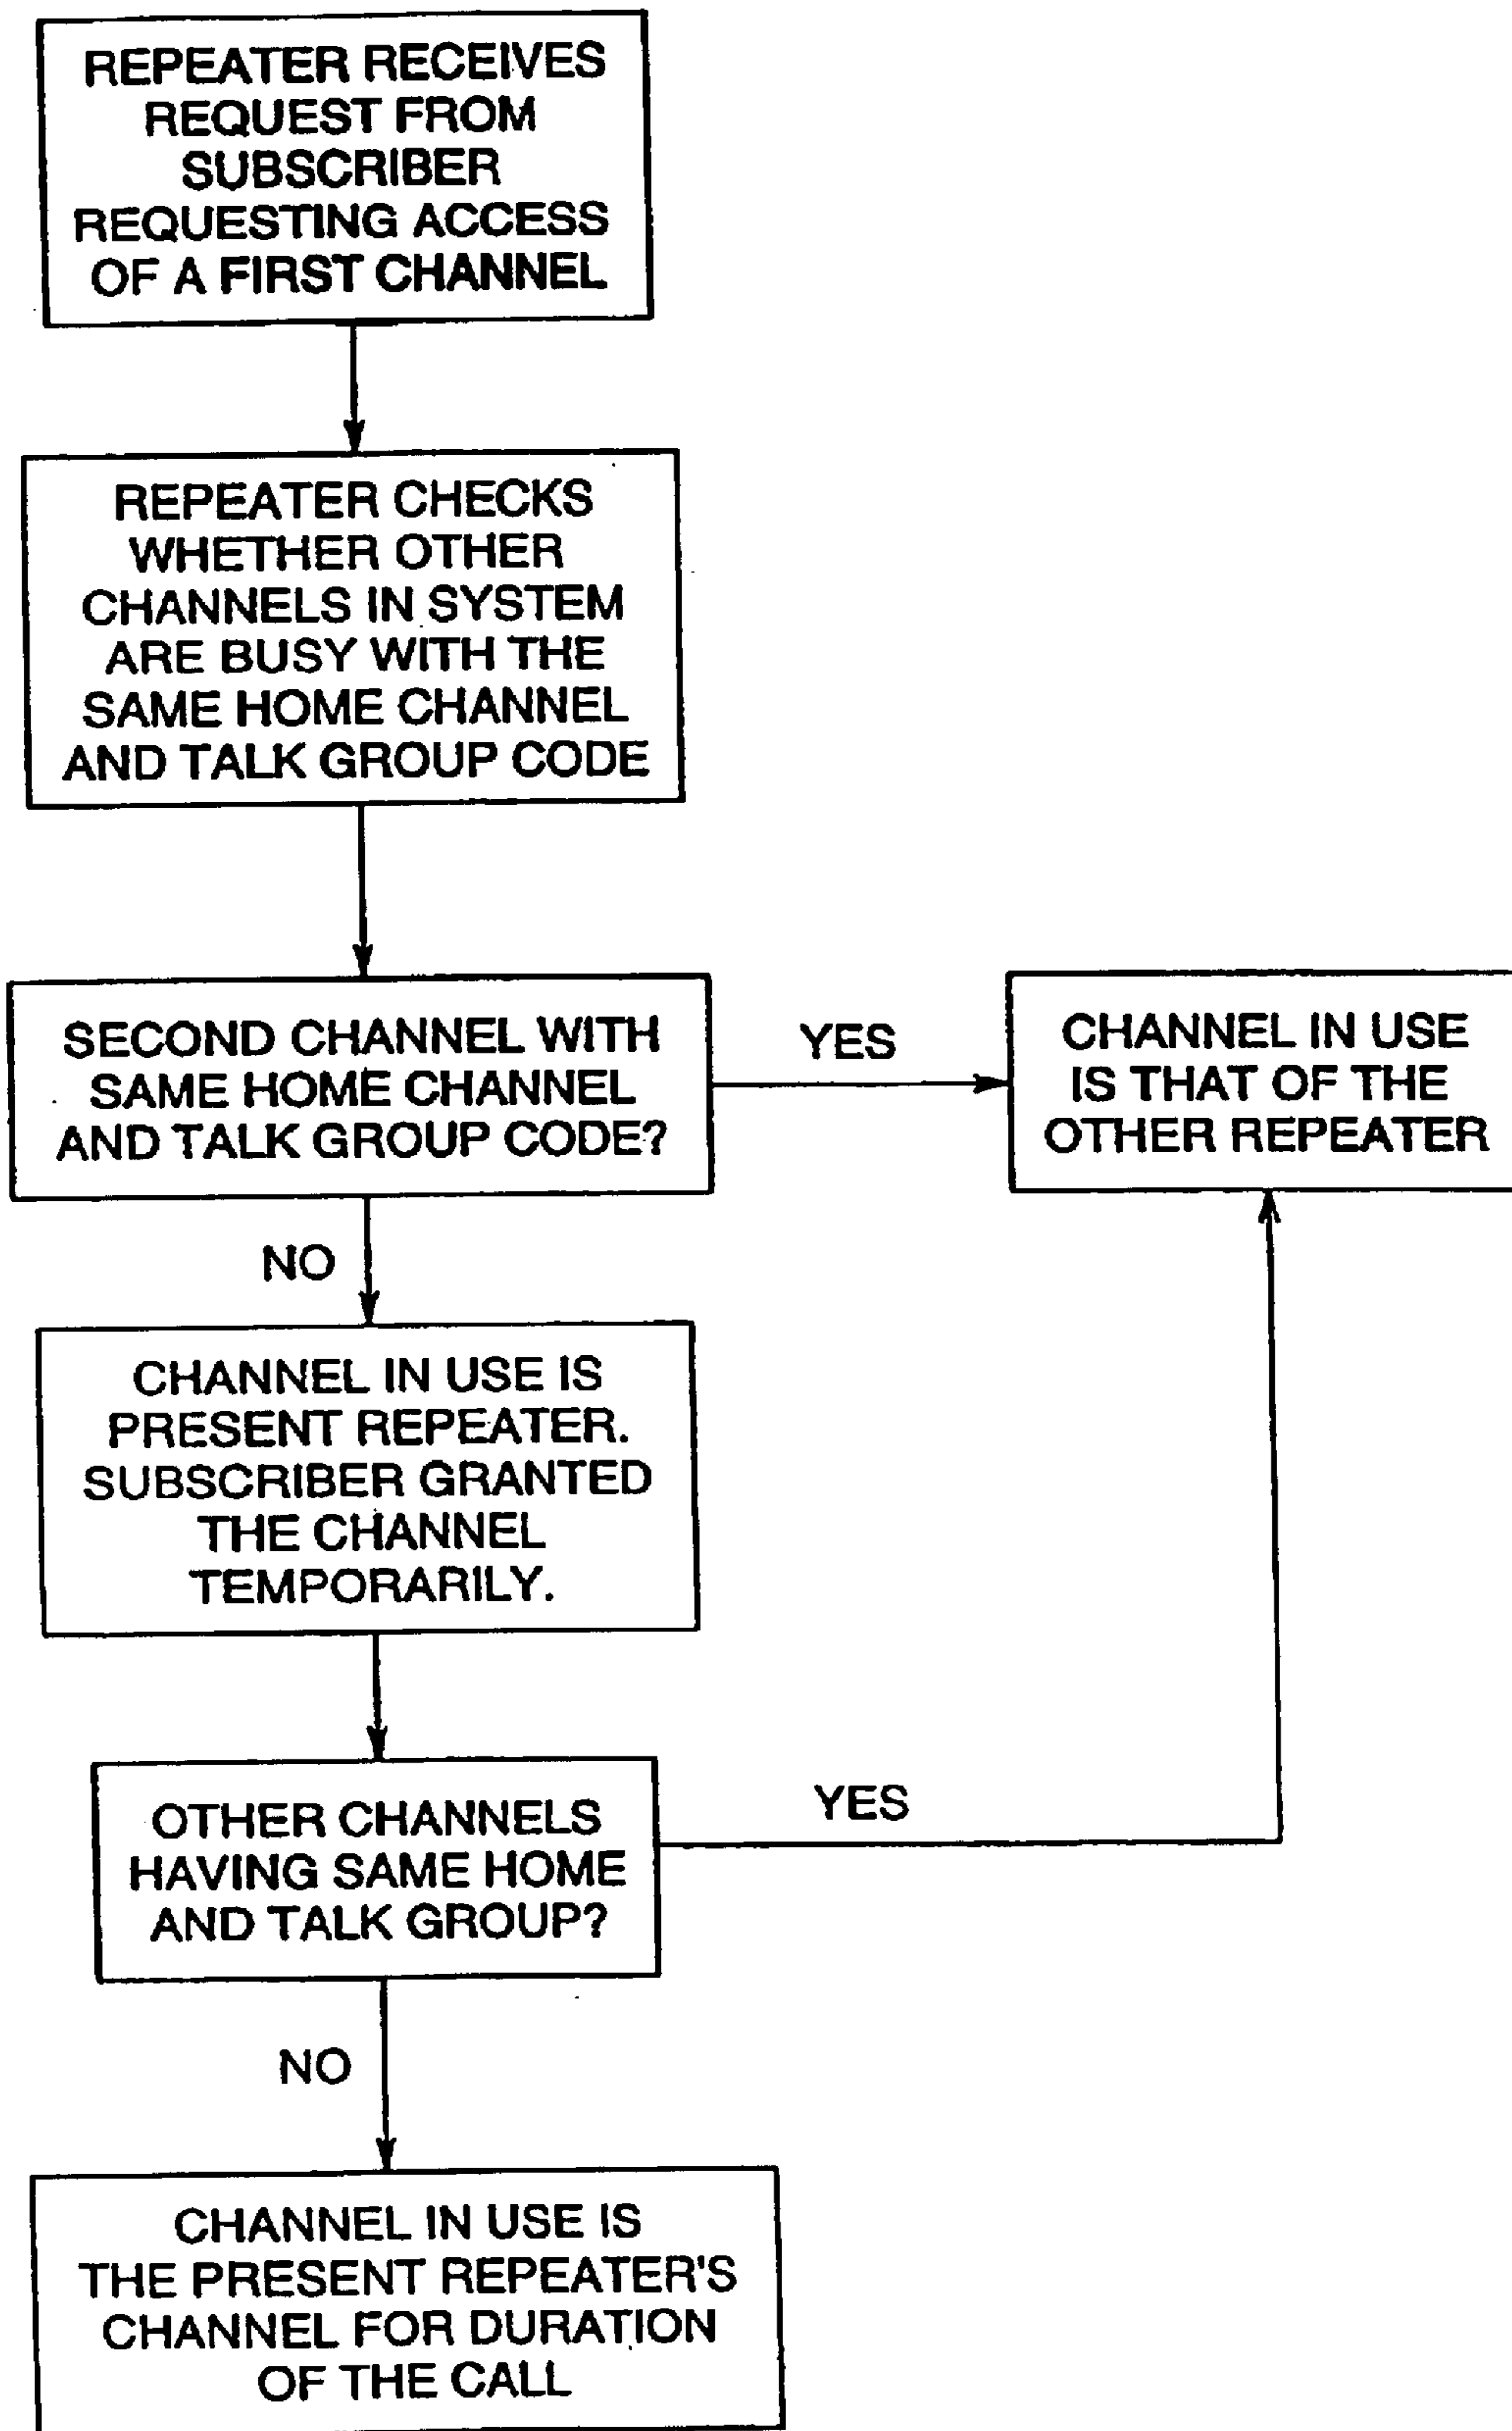 REPEATER RECEIVES
REQUEST FROM
SUBSCRIBER
REQUESTING ACCESS
OF A FIRST CHANNEL
REPEATER CHECKS
WHETHER OTHER
CHANNELS IN SYSTEM
ARE BUSY WITH THE
SAME HOME CHANNEL
AND TALK GROUP CODE
SECOND CHANNEL WITH
SAME HOME CHANNEL
AND TALK GROUP CODE?
YES
CHANNEL IN USE
IS THAT OF THE
OTHER REPEATER
NO
CHANNEL IN USE IS
PRESENT REPEATER.
SUBSCRIBER GRANTED
THE CHANNEL
TEMPORARILY.
OTHER CHANNELS
HAVING SAME HOME
AND TALK GROUP?
YES
NO
CHANNEL IN USE IS
THE PRESENT REPEATER'S
CHANNEL FOR DURATION
OF THE CALL